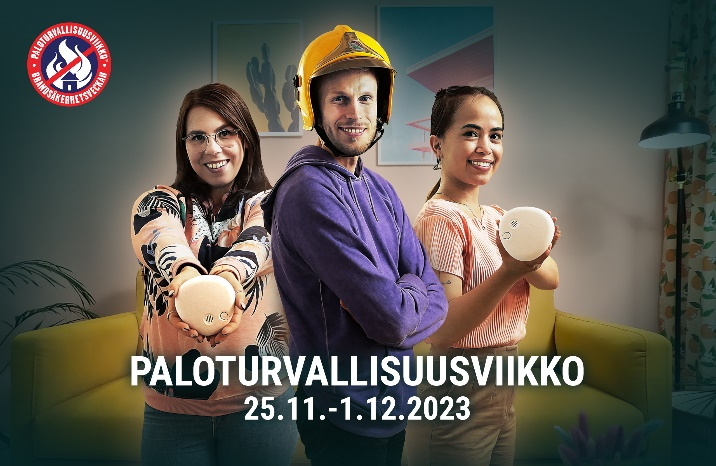 PALOTURVALLISUUSVIIKKO
BRANDSÄKERHETSVECKAN
PALOTURVALLISUUSVIIKKO
25.11.-1.12.2023